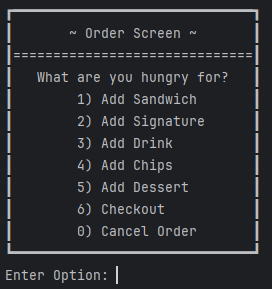 ~ Order Screen ~
==============================
What are you hungry for?
1) Add Sandwich
2) Add Signature
3) Add Drink
4) Add Chips
5) Add Dessert
6) Checkout
0) Cancel Order
Enter Option: